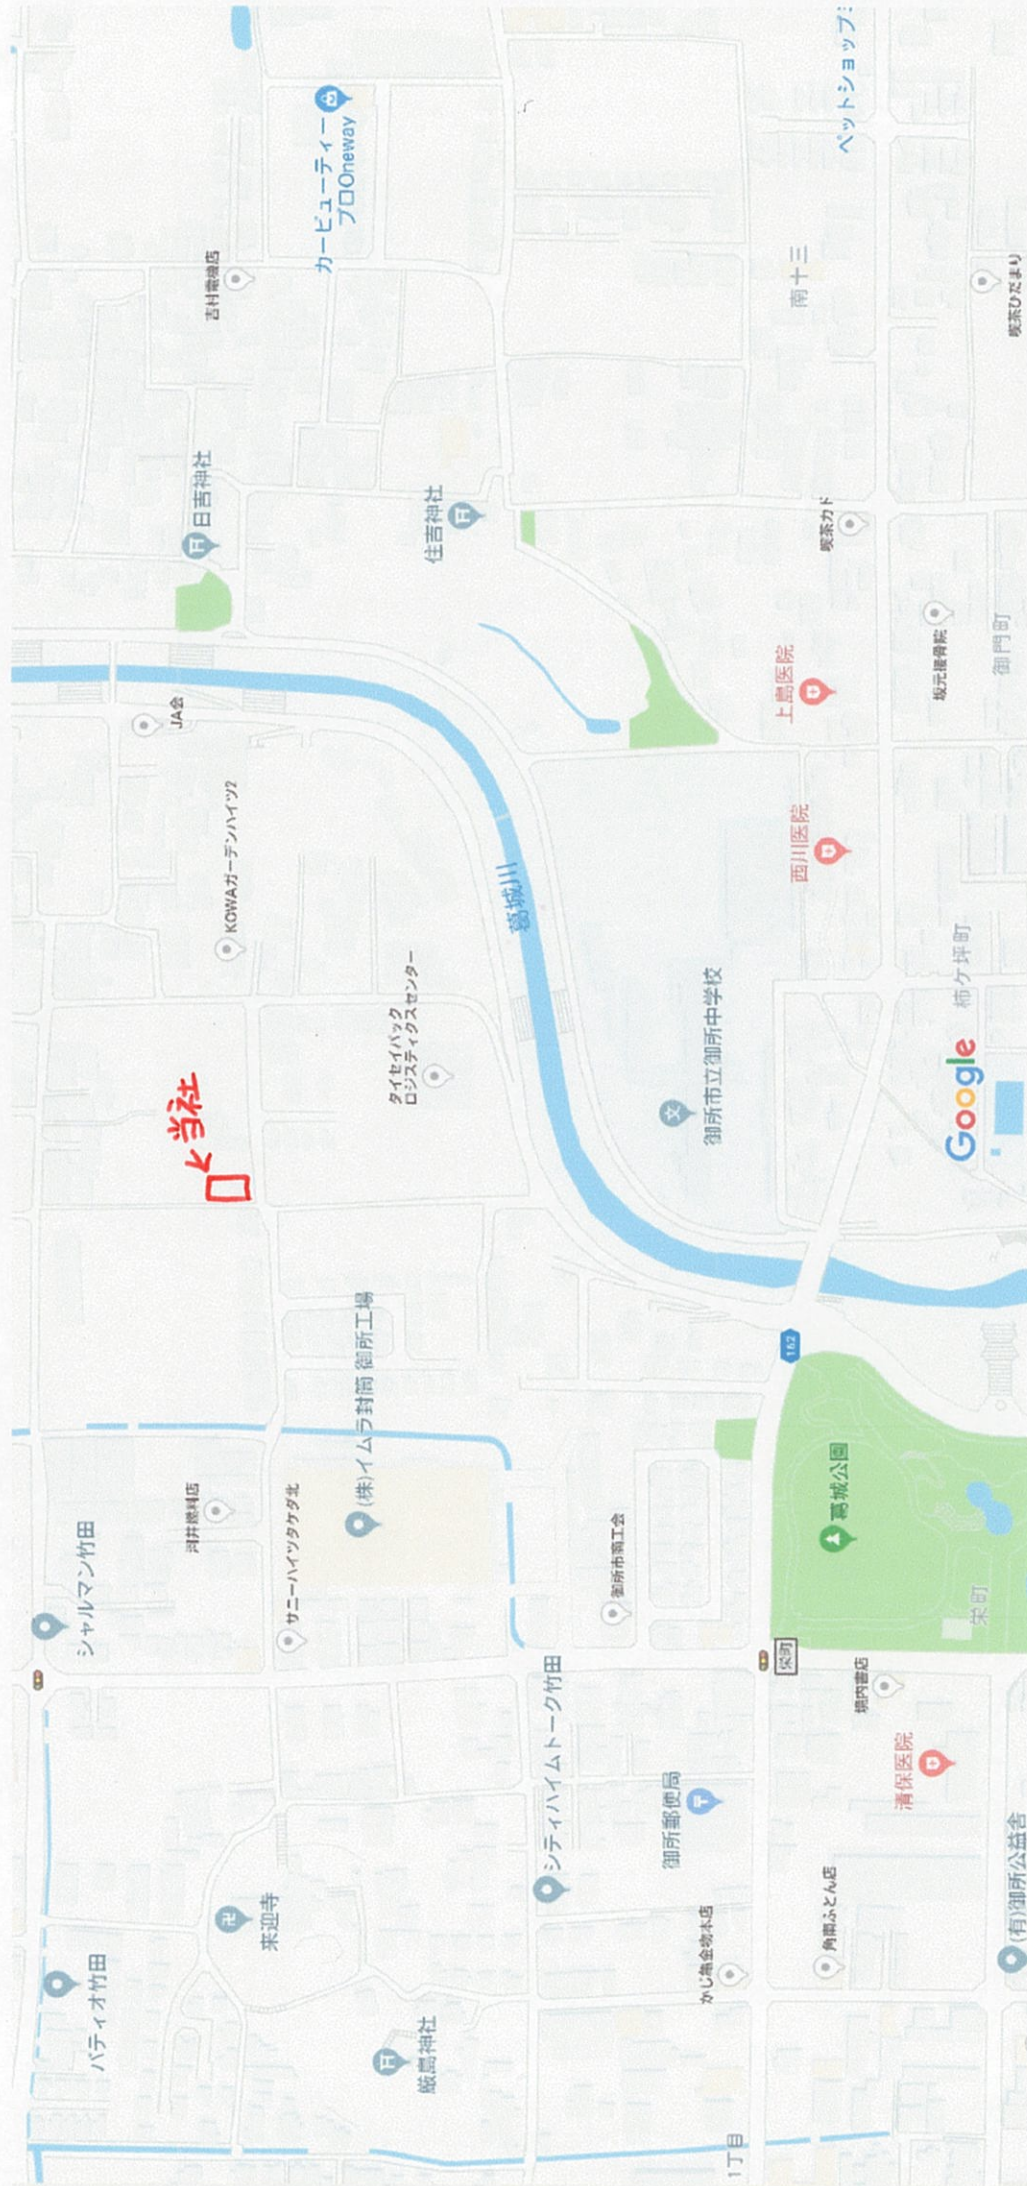 シャルマン竹田
パティオ竹田
河井燃料店
サニーハイツタケダ北
(株)イムラ封筒 御所工場
来迎寺
厳島神社
シティハイムトーク竹田
御所市商工会
御所郵便局
かじ亀金物本店
1丁目
角南ふとん店
清保医院
境内書店
栄町
栄町
葛城公園
(有)御所公益舎
162
当社
KOWAガーデンハイツ2
JA会
タイセイパック
ロジスティクスセンター
葛城川
御所市立御所中学校
Google
柿ケ坪町
西川医院
上島医院
坂元接骨院
御門町
喫茶カド
日吉神社
住吉神社
吉村電機店
カービューティー
プロOneway
南十三
喫茶ひだまり
ペットショップ